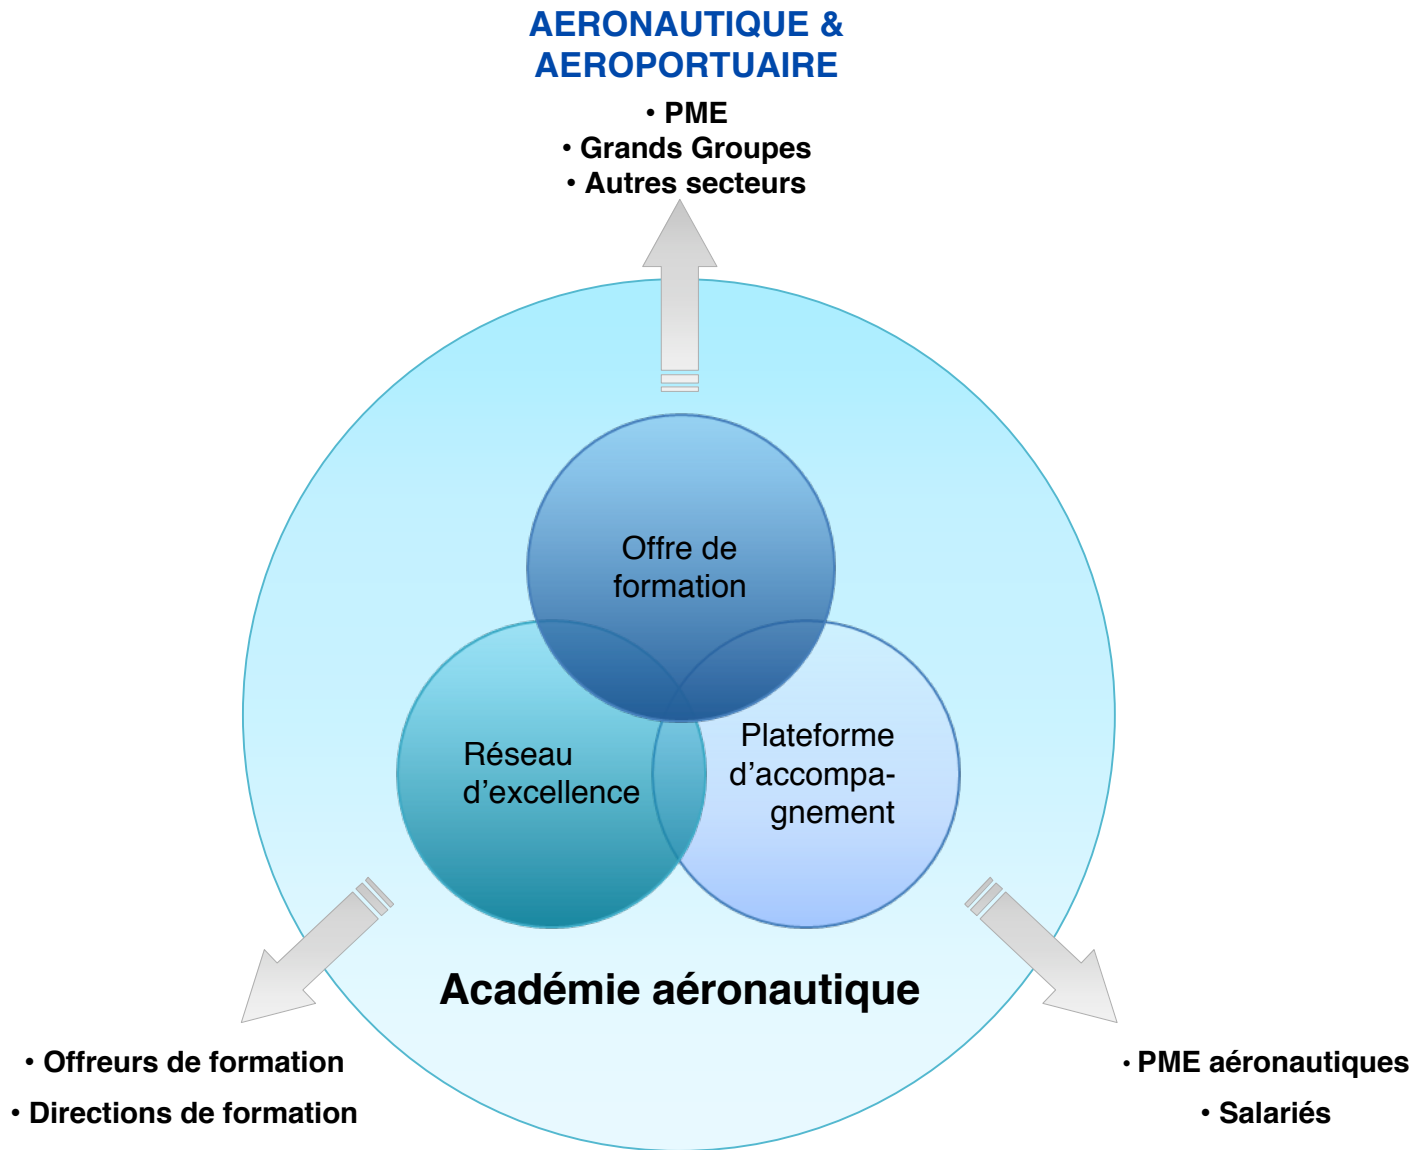 AERONAUTIQUE &
AEROPORTUAIRE
• PME
• Grands Groupes
• Autres secteurs
Offre de
formation
Réseau
d’excellence
Plateforme
d’accompa-
gnement
Académie aéronautique
• Offreurs de formation
• Directions de formation
• PME aéronautiques
• Salariés